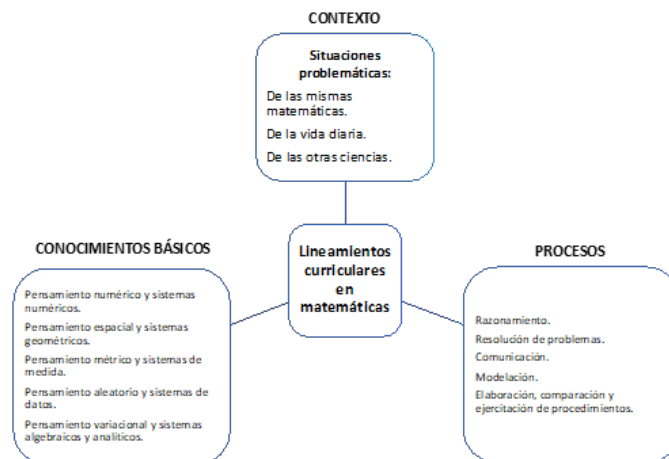 CONTEXTO
Situaciones
problemáticas:
De las mismas
matemáticas.
De la vida diaria.
De las otras ciencias.
CONOCIMIENTOS BÁSICOS
Pensamiento numérico y sistemas
numéricos.
Pensamiento espacial y sistemas
geométricos.
Pensamiento métrico y sistemas de
medida.
Pensamiento aleatorio y sistemas de
datos.
Pensamiento variacional y sistemas
algebraicos y analíticos.
Lineamientos
curriculares
en
matemáticas
PROCESOS
Razonamiento.
Resolución de problemas.
Comunicación.
Modelación.
Elaboración, comparación y
ejercitación de procedimientos.